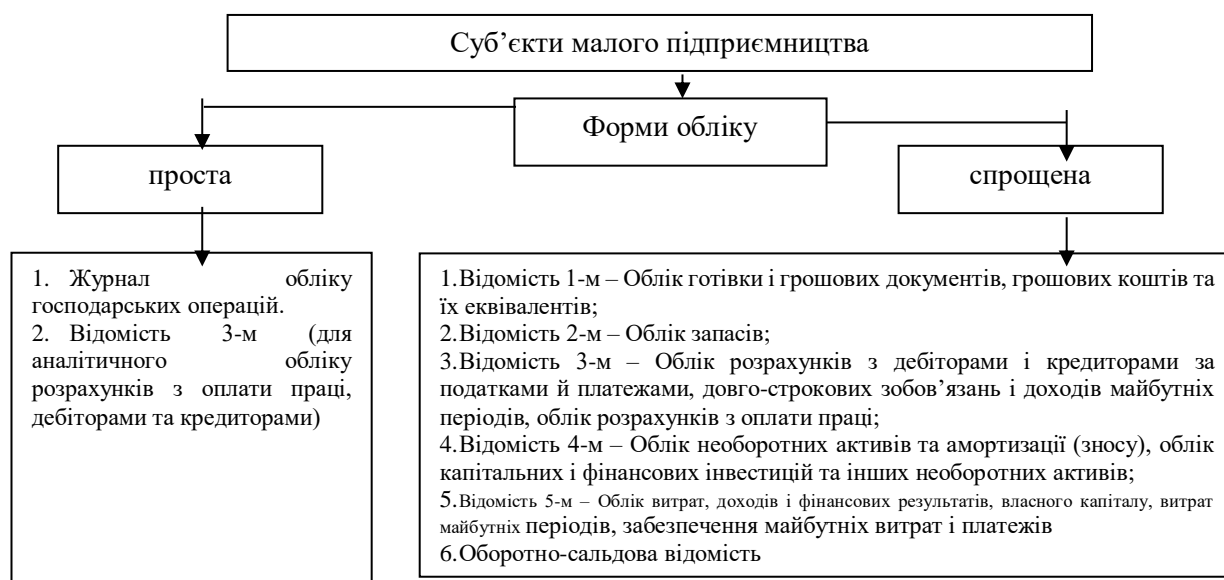 Суб’єкти малого підприємництва
Форми обліку
проста
спрощена
1. Журнал обліку
господарських операцій.
2. Відомість 3-м (для
аналітичного обліку
розрахунків з оплати праці,
дебіторами та кредиторами)
1.Відомість 1-м – Облік готівки і грошових документів, грошових коштів та
їх еквівалентів;
2.Відомість 2-м – Облік запасів;
3.Відомість 3-м – Облік розрахунків з дебіторами і кредиторами за
податками й платежами, довго-строкових зобов’язань і доходів майбутніх
періодів, облік розрахунків з оплати праці;
4.Відомість 4-м – Облік необоротних активів та амортизації (зносу), облік
капітальних і фінансових інвестицій та інших необоротних активів;
5.Відомість 5-м – Облік витрат, доходів і фінансових результатів, власного капіталу, витрат
майбутніх періодів, забезпечення майбутніх витрат і платежів
6.Оборотно-сальдова відомість